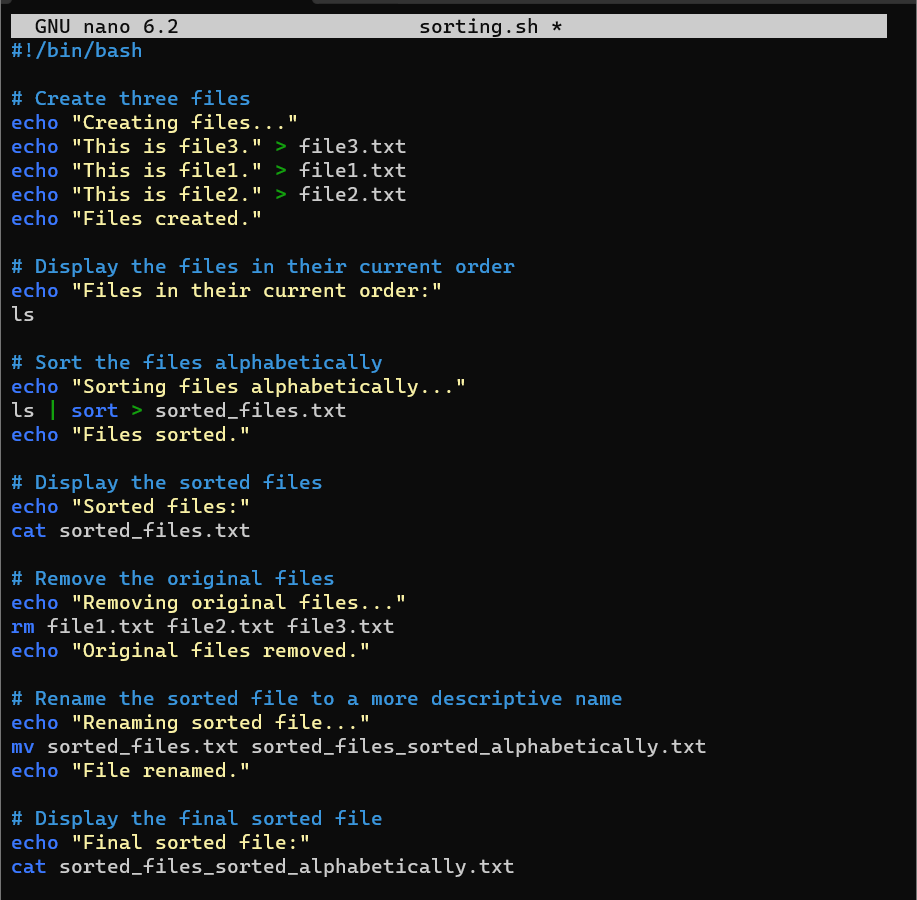 GNU nano 6.2 sorting.sh *
#!/bin/bash
# Create three files
echo "Creating files..."
echo "This is file3." > file3.txt
echo "This is file1." > file1.txt
echo "This is file2." > file2.txt
echo "Files created."
# Display the files in their current order
echo "Files in their current order:"
ls
# Sort the files alphabetically
echo "Sorting files alphabetically..."
ls | sort > sorted_files.txt
echo "Files sorted."
# Display the sorted files
echo "Sorted files:"
cat sorted_files.txt
# Remove the original files
echo "Removing original files..."
rm file1.txt file2.txt file3.txt
echo "Original files removed."
# Rename the sorted file to a more descriptive name
echo "Renaming sorted file..."
mv sorted_files.txt sorted_files_sorted_alphabetically.txt
echo "File renamed."
# Display the final sorted file
echo "Final sorted file:"
cat sorted_files_sorted_alphabetically.txt